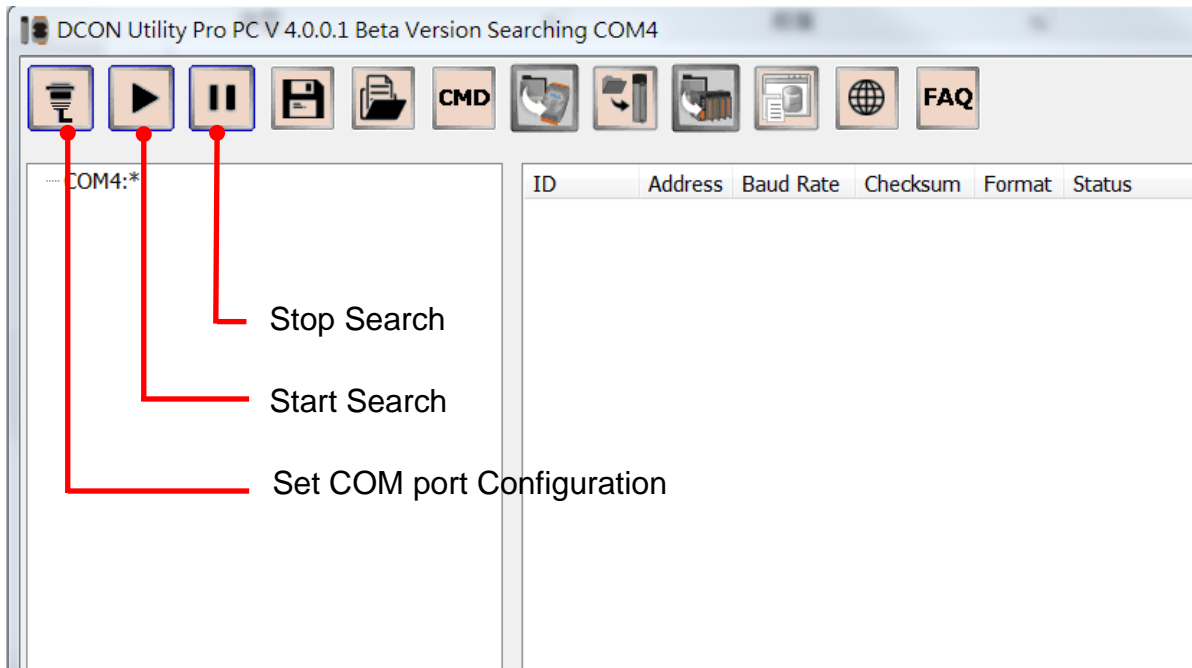 DCON Utility Pro PC V 4.0.0.1 Beta Version Searching COM4
CMD FAQ
COM4:*
ID Address Baud Rate Checksum Format Status
Stop Search
Start Search
Set COM port Configuration